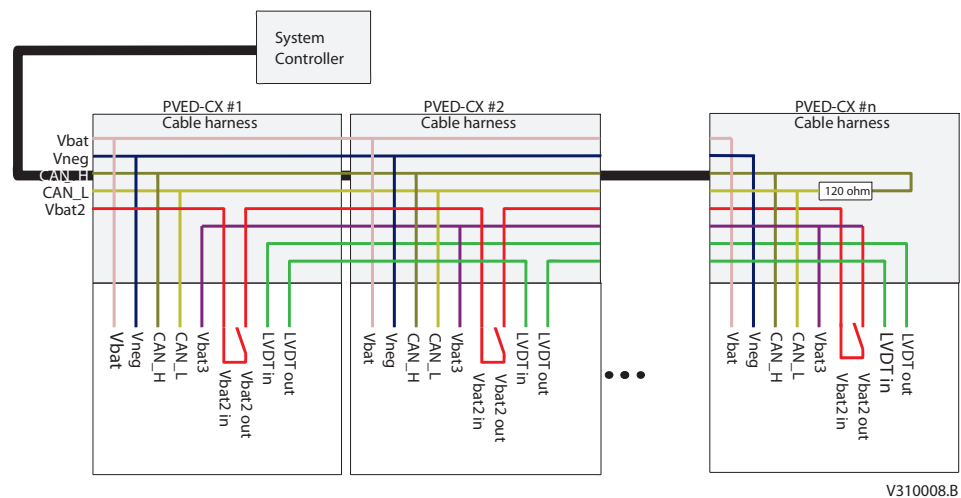 System
Controller
PVED-CX #1
PVED-CX #2
PVED-CX #n
Cable harness
Cable harness
Cable harness
Vbat
Vneg
CAN_H
CAN_L
Vbat2
120 ohm
Vbat
Vneg
CAN_H
CAN_L
Vbat3
Vbat2 in
Vbat2 out
LVDT in
LVDT out
Vbat
Vneg
CAN_H
CAN_L
Vbat3
Vbat2 in
Vbat2 out
LVDT in
LVDT out
Vbat
Vneg
CAN_H
CAN_L
Vbat3
Vbat2 in
Vbat2 out
LVDT in
LVDT out
V310008.B